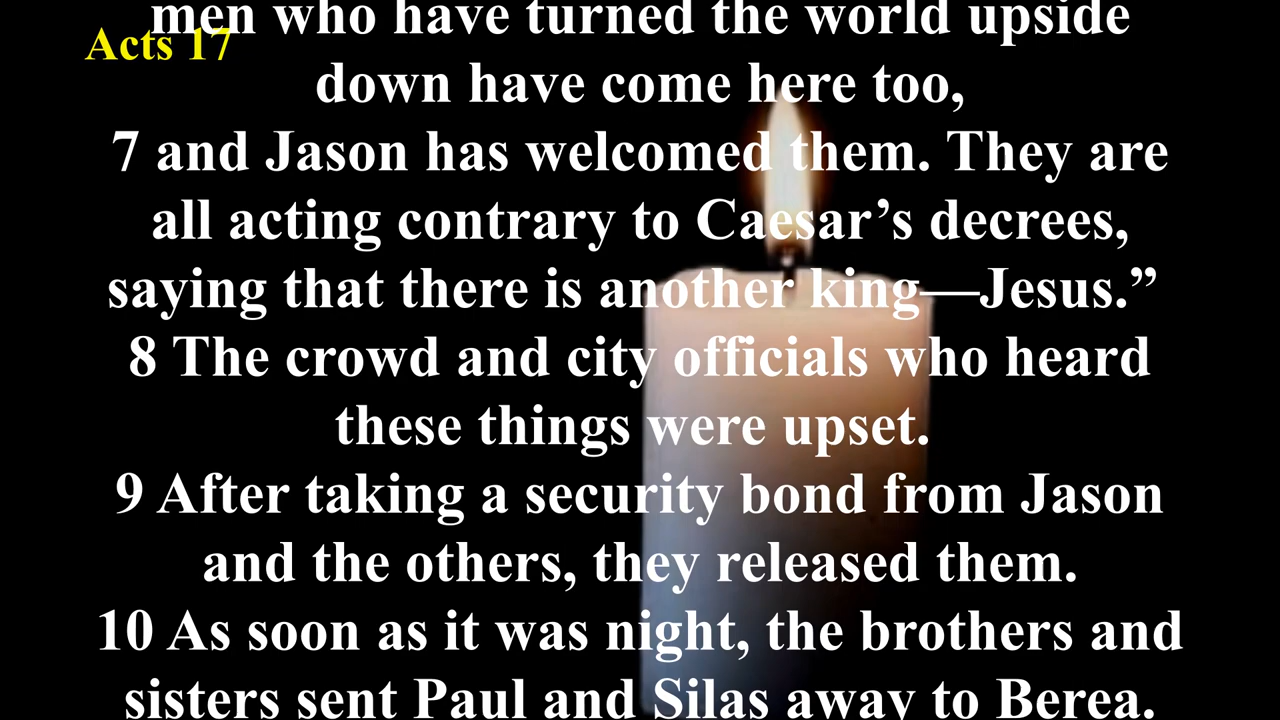 men who have turned the world upside
Acts 17
down have come here too,
7 and Jason has welcomed them. They are
all acting contrary to Caesar’s decrees,
saying that there is another king—Jesus.”
8 The crowd and city officials who heard
these things were upset.
9 After taking a security bond from Jason
and the others, they released them.
10 As soon as it was night, the brothers and
sisters sent Paul and Silas away to Berea.